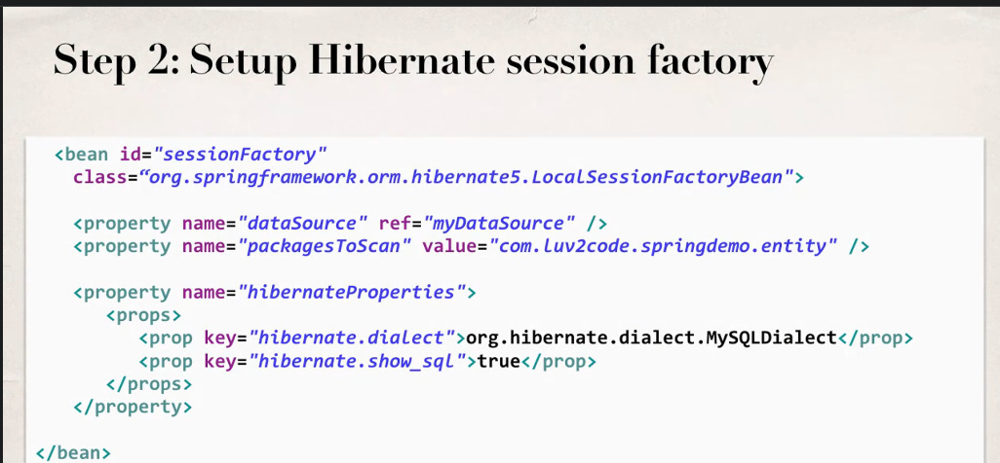 Step 2: Setup Hibernate session factory
<bean id="sessionFactory"
class=“org.springframework.orm.hibernate5.LocalSessionFactoryBean">
<property name="dataSource" ref="myDataSource" />
<property name="packagesToScan" value="com.luv2code.springdemo.entity" />
<property name="hibernateProperties">
<props>
<prop key="hibernate.dialect">org.hibernate.dialect.MySQLDialect</prop>
<prop key="hibernate.show_sql">true</prop>
</props>
</property>
</bean>